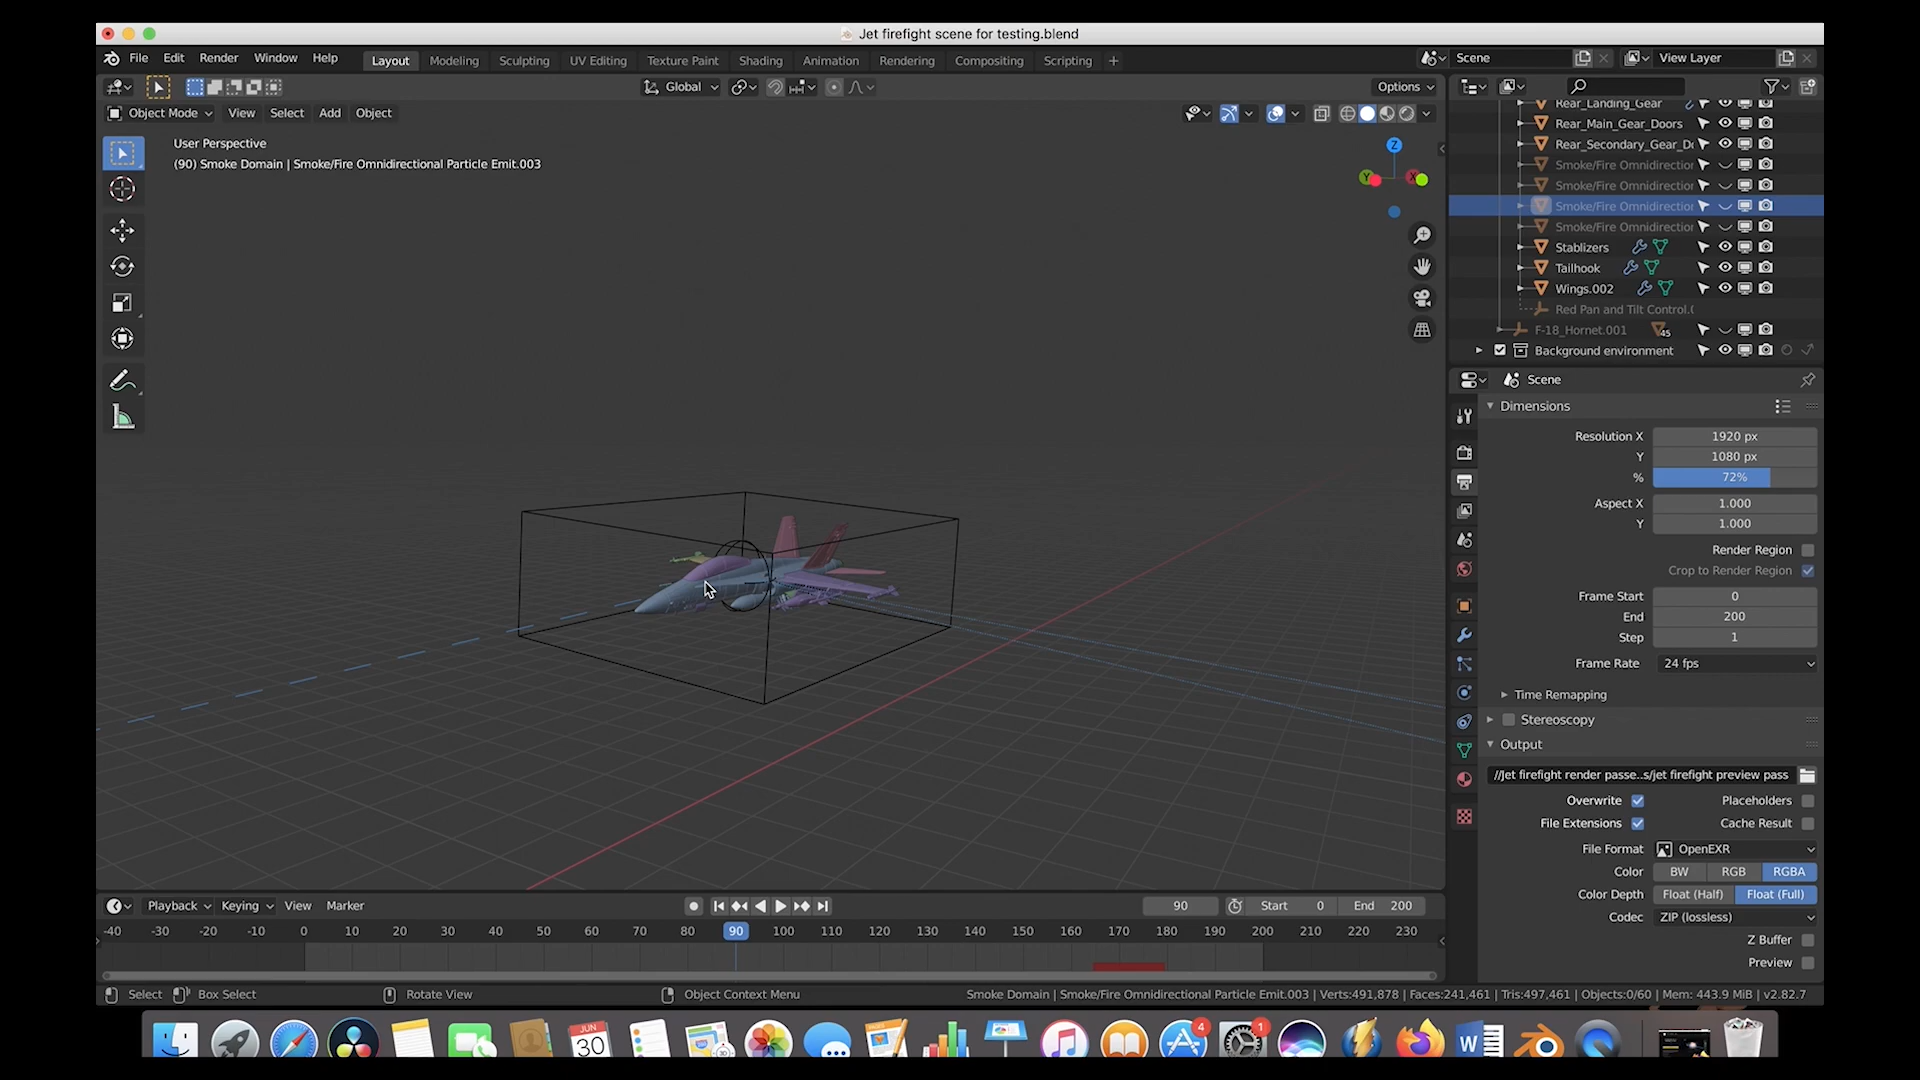 Jet firefight scene for testing.blend
File Edit Render Window Help
Layout Modeling Sculpting UV Editing Texture Paint Shading Animation Rendering Compositing Scripting +
Scene
View Layer
Global
Options
Object Mode View Select Add Object
User Perspective
(90) Smoke Domain | Smoke/Fire Omnidirectional Particle Emit.003
Z
Y
X
Rear_Landing_Gear
Rear_Main_Gear_Doors
Rear_Secondary_Gear_Do
Smoke/Fire Omnidirection
Smoke/Fire Omnidirection
Smoke/Fire Omnidirection
Smoke/Fire Omnidirection
Stablizers
Tailhook
Wings.002
Red Pan and Tilt Control.0
F-18_Hornet.001 45
Background environment
Scene
Dimensions
Resolution X 1920 px
Y 1080 px
% 72%
Aspect X 1.000
Y 1.000
Render Region
Crop to Render Region
Frame Start 0
End 200
Step 1
Frame Rate 24 fps
Time Remapping
Stereoscopy
Output
//Jet firefight render passe..s/jet firefight preview pass
Overwrite Placeholders
File Extensions Cache Result
File Format OpenEXR
Color BW RGB RGBA
Color Depth Float (Half) Float (Full)
Codec ZIP (lossless)
Z Buffer
Preview
Playback Keying View Marker
90 Start 0 End 200
-40 -30 -20 -10 0 10 20 30 40 50 60 70 80 90 100 110 120 130 140 150 160 170 180 190 200 210 220 230
Select Box Select Rotate View Object Context Menu
Smoke Domain | Smoke/Fire Omnidirectional Particle Emit.003 | Verts:491,878 | Faces:241,461 | Tris:497,461 | Objects:0/60 | Mem: 443.9 MiB | v2.82.7
JUN
30
4
1
W